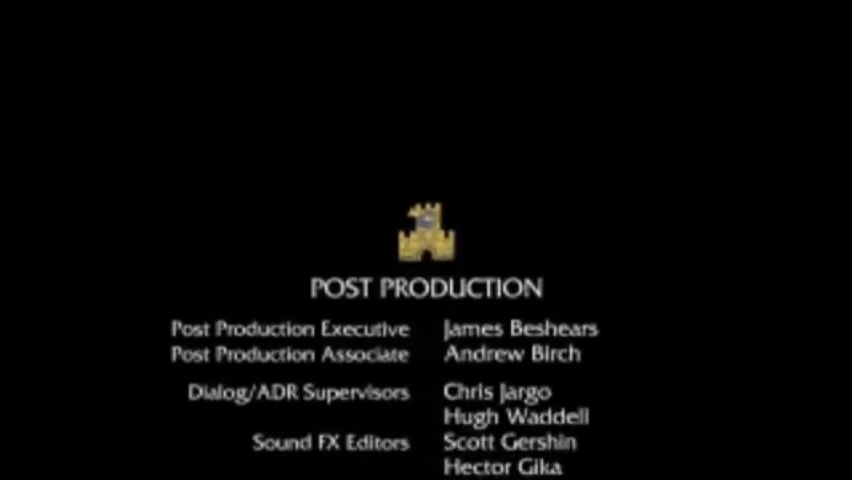 POST PRODUCTION
Post Production Executive James Beshears
Post Production Associate Andrew Birch
Dialog/ADR Supervisors Chris Jargo
Hugh Waddell
Sound FX Editors Scott Gershin
Hector Gika